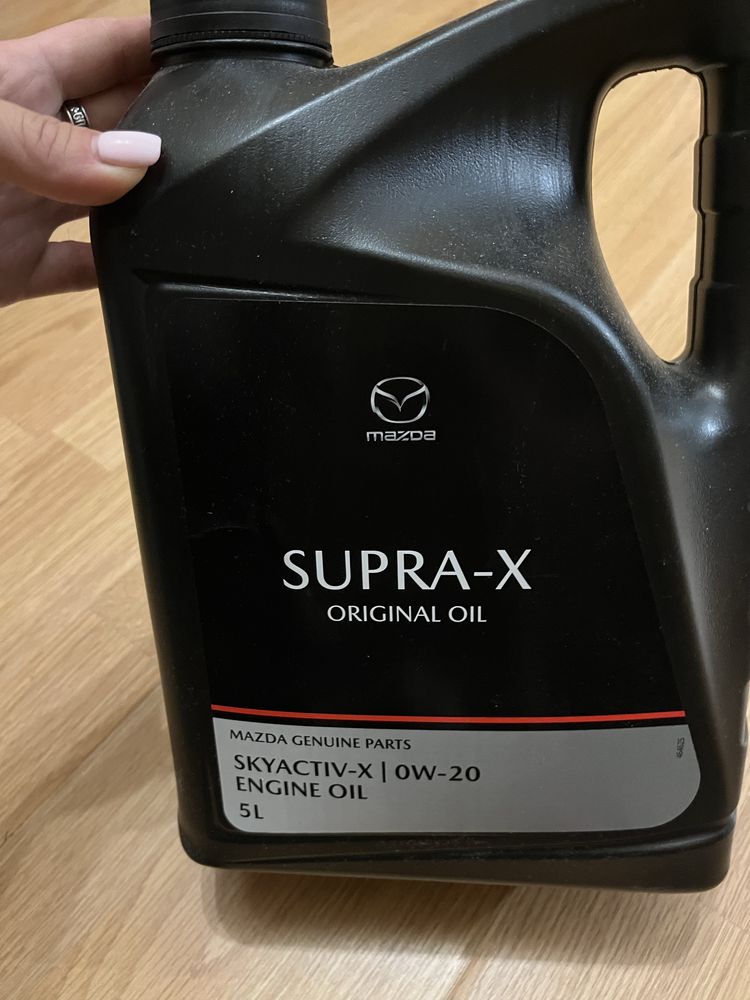 mazda
SUPRA-X
ORIGINAL OIL
MAZDA GENUINE PARTS
SKYACTIV-X | 0W-20
ENGINE OIL
5L